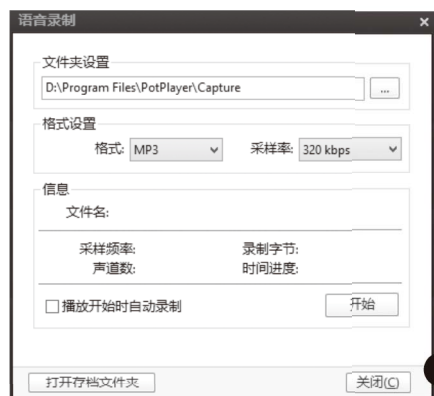 语音录制
文件夹设置
D:\Program Files\PotPlayer\Capture ...
格式设置
格式: MP3 采样率: 320 kbps
信息
文件名:
采样频率: 录制字节:
声道数: 时间进度:
播放开始时自动录制 开始
打开存档文件夹 关闭(C)